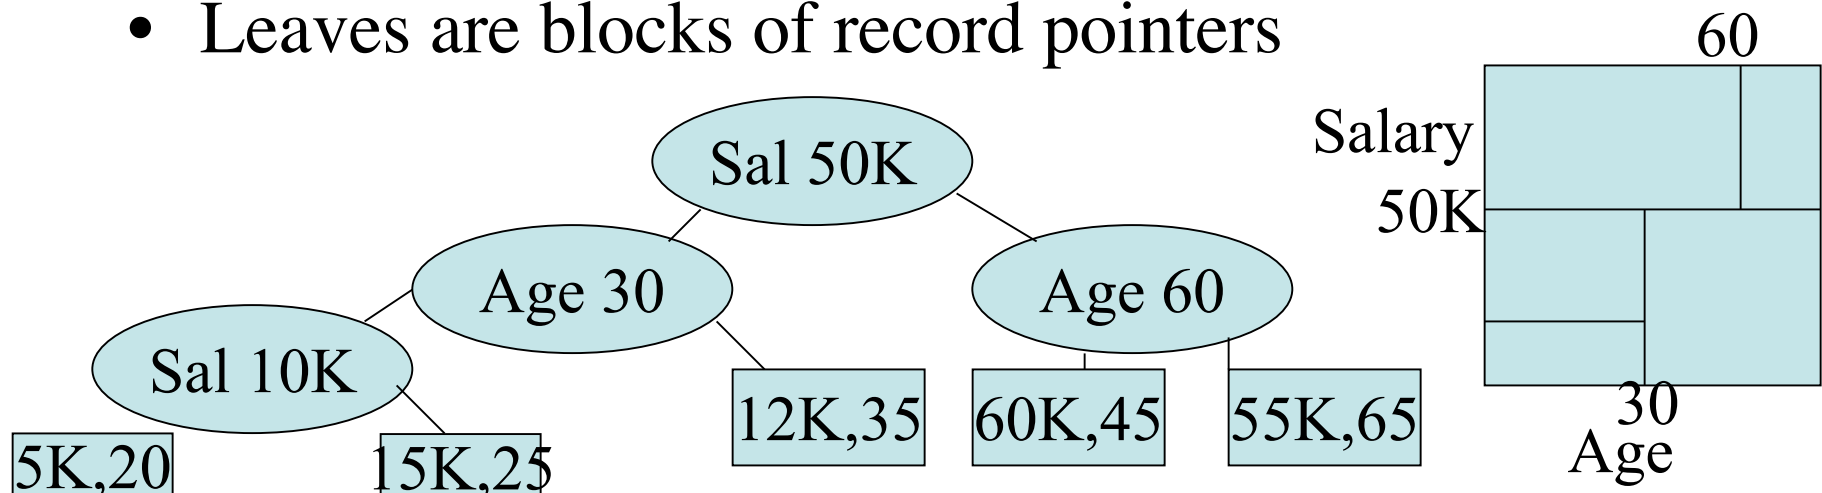 • Leaves are blocks of record pointers
Sal 50K
Age 30
Age 60
Sal 10K
12K,35
60K,45
55K,65
5K,20
15K,25
60
Salary
50K
30
Age